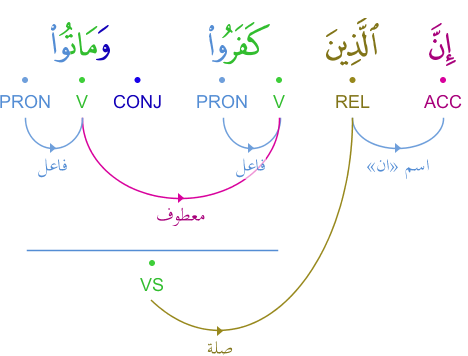 إِنَّ ٱلَّذِينَ كَفَرُوا۟ وَمَاتُوا۟
PRON V CONJ PRON V REL ACC
فاعل فاعل اسم «ان»
معطوف
VS
صلة